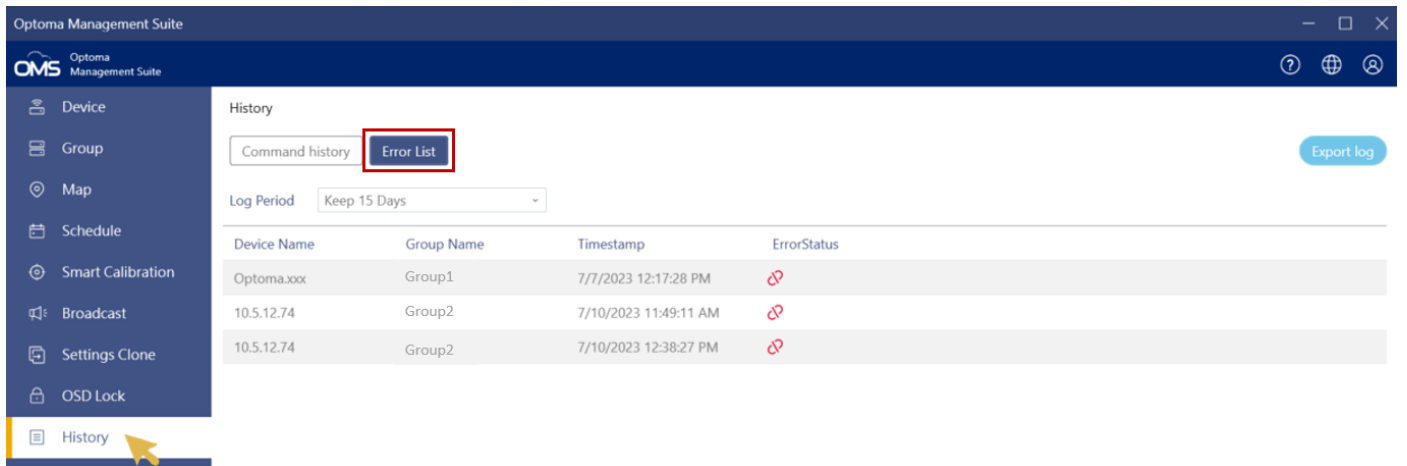 Optoma Management Suite
OMS Optoma
Management Suite
Device
Group
Map
Schedule
Smart Calibration
Broadcast
Settings Clone
OSD Lock
History
History
Command history Error List Export log
Log Period Keep 15 Days
Device Name Group Name Timestamp ErrorStatus
Optoma.xxx Group1 7/7/2023 12:17:28 PM
10.5.12.74 Group2 7/10/2023 11:49:11 AM
10.5.12.74 Group2 7/10/2023 12:38:27 PM